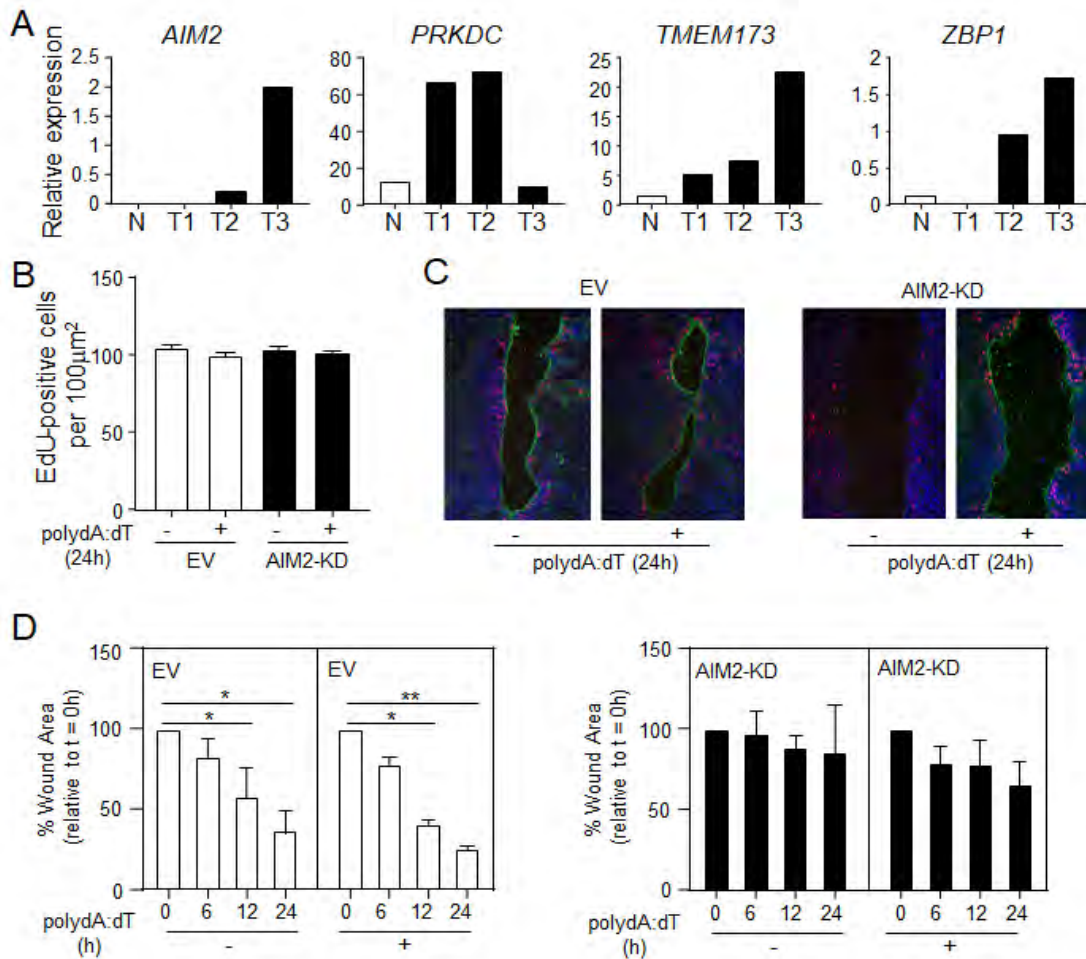 A
AIM2
PRKDC
TMEM173
ZBP1
Relative expression
2.5
2
1.5
1
0.5
0
N T1 T2 T3
80
60
40
20
0
N T1 T2 T3
25
20
15
10
5
0
N T1 T2 T3
2
1.5
1
0.5
0
N T1 T2 T3
B
EdU-positive cells
per 100µm2
150
100
50
0
polydA:dT
(24h)
- + - +
EV AIM2-KD
C
EV
AIM2-KD
- +
polydA:dT (24h)
- +
polydA:dT (24h)
D
% Wound Area
(relative to t = 0h)
150
100
50
0
EV
*
*
EV
**
*
polydA:dT
(h)
0 6 12 24 0 6 12 24
- +
% Wound Area
(relative to t = 0h)
150
100
50
0
AIM2-KD
AIM2-KD
polydA:dT
(h)
0 6 12 24 0 6 12 24
- +